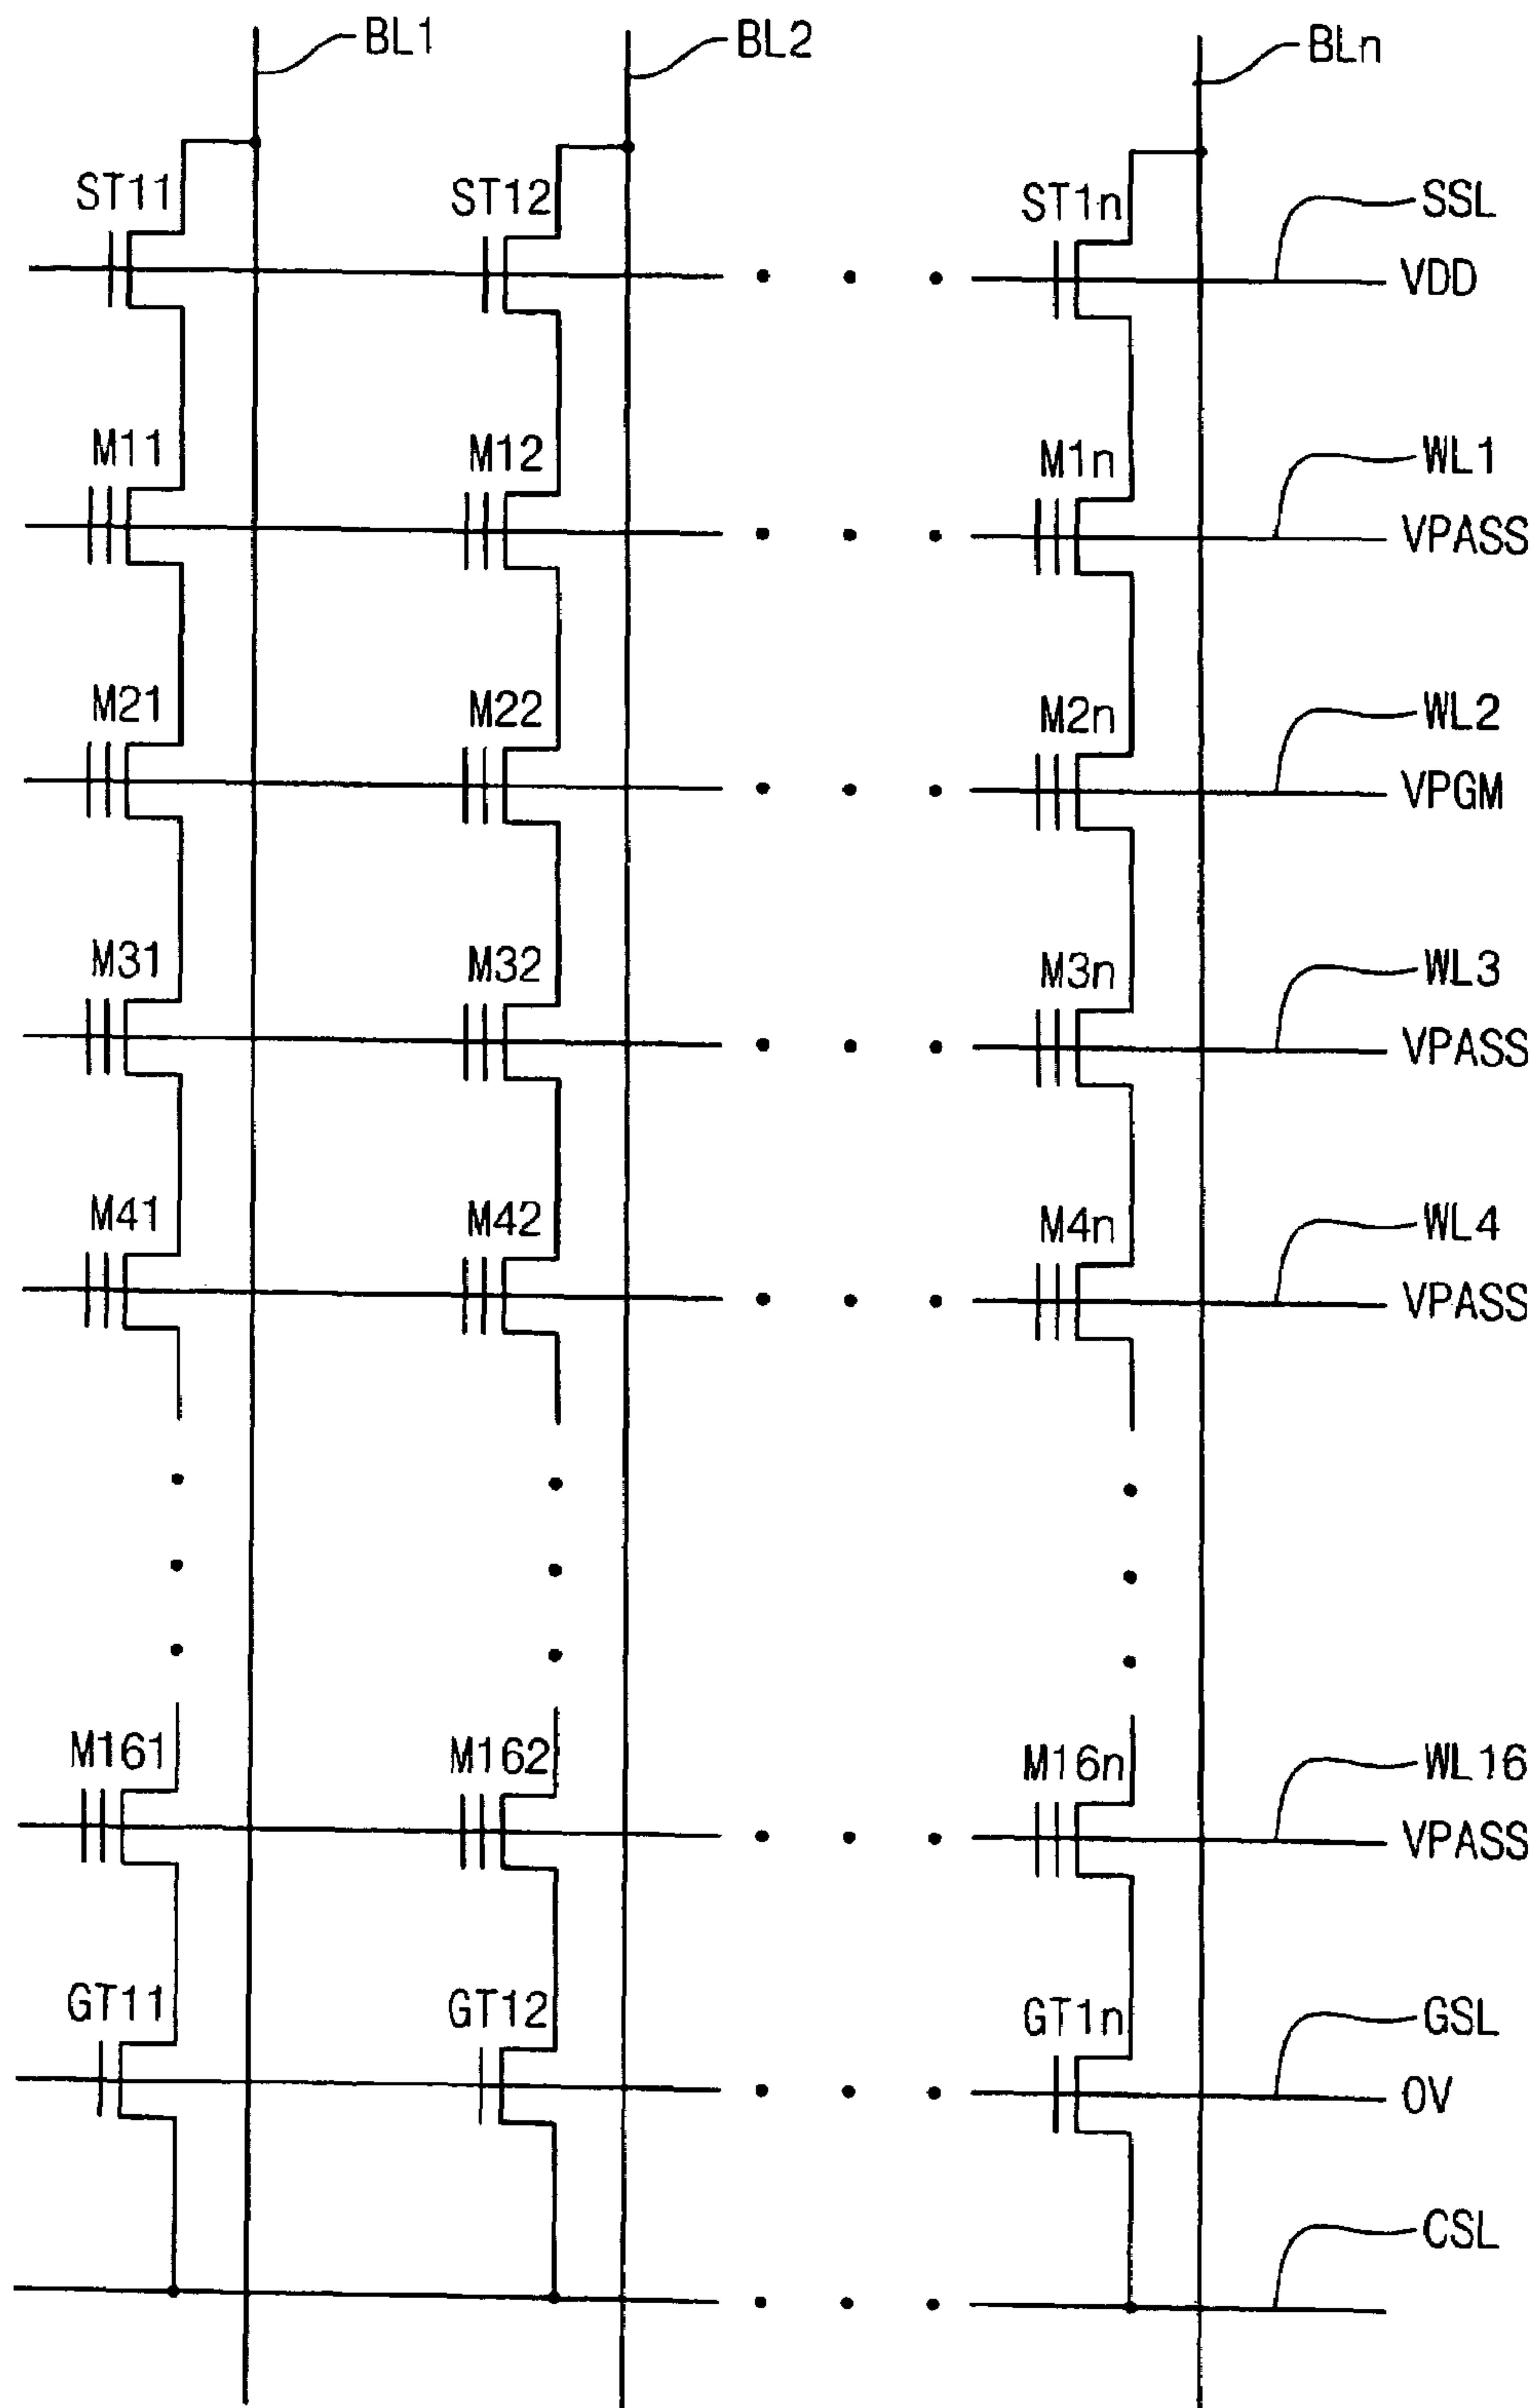 BL1 BL2 BLn
ST11 ST12 ST1n SSL
VDD
M11 M12 M1n WL1
VPASS
M21 M22 M2n WL2
VPGM
M31 M32 M3n WL3
VPASS
M41 M42 M4n WL4
VPASS
M161 M162 M16n WL16
VPASS
GT11 GT12 GT1n GSL
0V
CSL